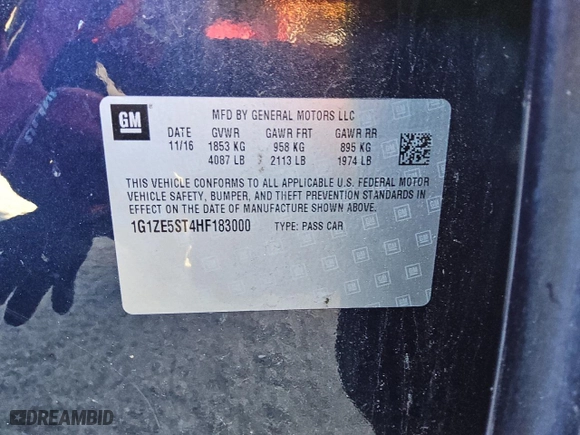 GM
MFD BY GENERAL MOTORS LLC
DATE GVWR GAWR FRT GAWR RR
11/16 1853 KG 958 KG 895 KG
4087 LB 2113 LB 1974 LB
THIS VEHICLE CONFORMS TO ALL APPLICABLE U.S. FEDERAL MOTOR
VEHICLE SAFETY, BUMPER, AND THEFT PREVENTION STANDARDS IN
EFFECT ON THE DATE OF MANUFACTURE SHOWN ABOVE.
1G1ZE5ST4HF183000 TYPE: PASS CAR
DREAMBID